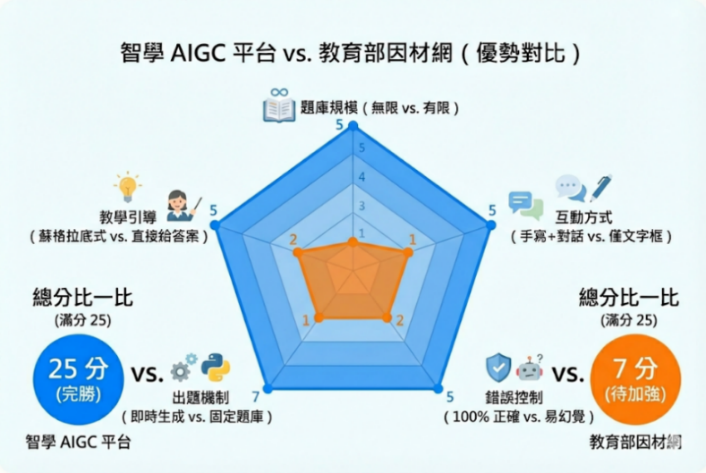 智學 AIGC 平台 vs. 教育部因材網（優勢對比）
題庫規模（無限 vs. 有限）
5
5
4
3
1
教學引導
（蘇格拉底式 vs. 直接給答案）
5
2
1
5
互動方式
（手寫+對話 vs. 僅文字框）
總分比一比
(滿分 25)
25 分
(完勝)
智學 AIGC 平台
VS.
1
2
7
出題機制
（即時生成 vs. 固定題庫）
5
錯誤控制
（100% 正確 vs. 易幻覺）
VS.
總分比一比
(滿分 25)
7 分
(待加強)
教育部因材網